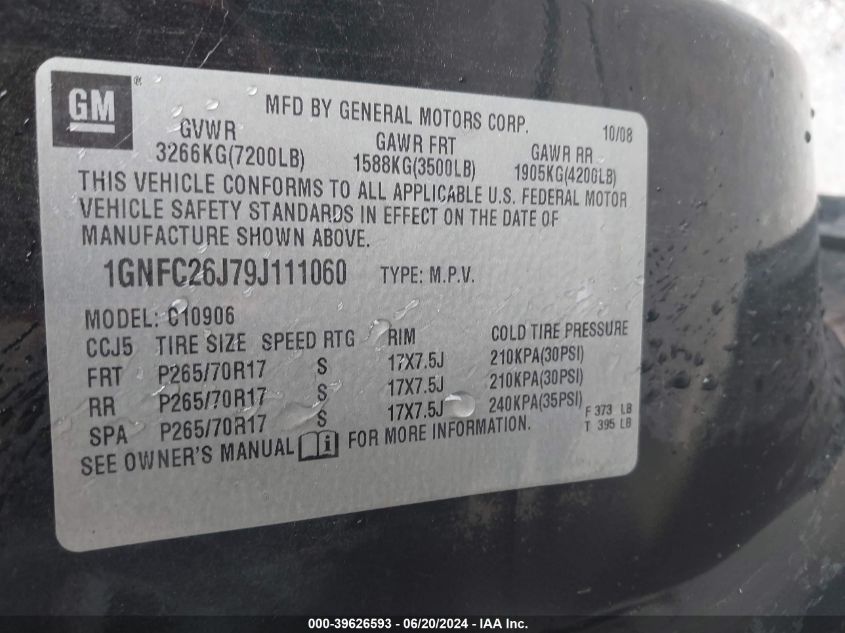 GM ®
MFD BY GENERAL MOTORS CORP. 10/08
GVWR GAWR FRT GAWR RR
3266KG(7200LB) 1588KG(3500LB) 1905KG(4200LB)
THIS VEHICLE CONFORMS TO ALL APPLICABLE U.S. FEDERAL MOTOR
VEHICLE SAFETY STANDARDS IN EFFECT ON THE DATE OF
MANUFACTURE SHOWN ABOVE.
1GNFC26J79J111060 TYPE: M.P.V.
MODEL: C10906
CCJ5 TIRE SIZE SPEED RTG RIM COLD TIRE PRESSURE
FRT P265/70R17 S 17X7.5J 210KPA(30PSI)
RR P265/70R17 S 17X7.5J 210KPA(30PSI)
SPA P265/70R17 S 17X7.5J 240KPA(35PSI)
F 373 LB
T 395 LB
SEE OWNER'S MANUAL i FOR MORE INFORMATION.
000-39626593 - 06/20/2024 - IAA Inc.